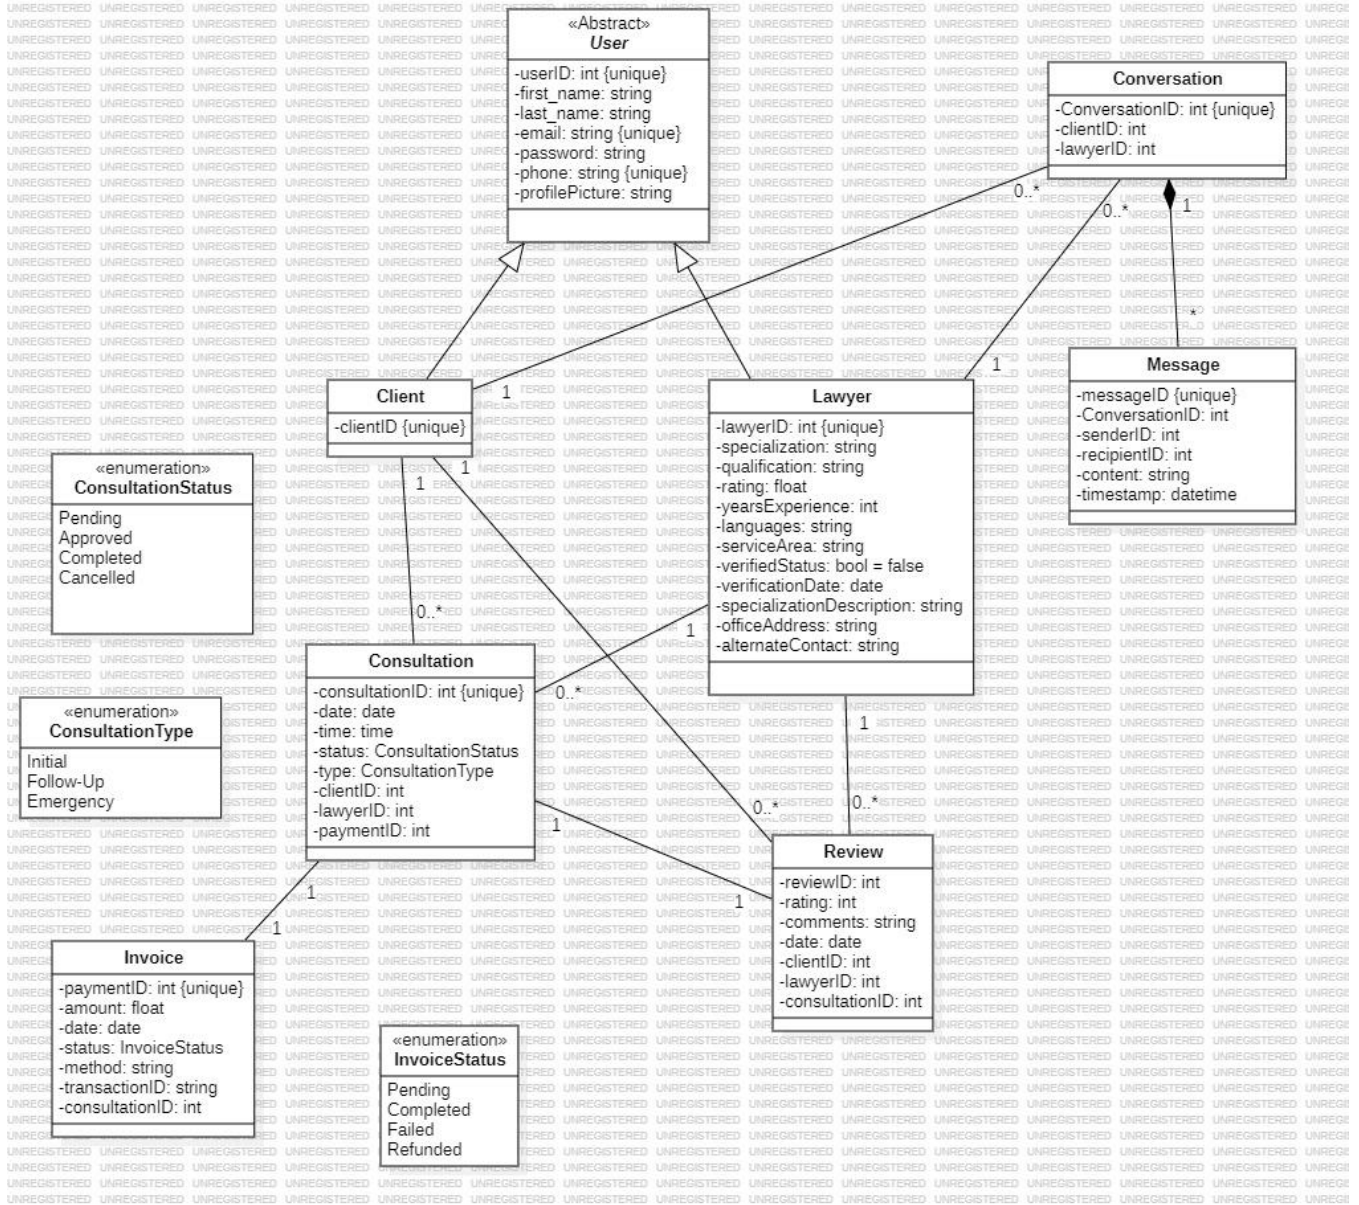 «Abstract»
User
-userID: int {unique}
-first_name: string
-last_name: string
-email: string {unique}
-password: string
-phone: string {unique}
-profilePicture: string
Conversation
-ConversationID: int {unique}
-clientID: int
-lawyerID: int
0..*
0..*
1
*
1
1
Client
-clientID {unique}
1
1
Lawyer
-lawyerID: int {unique}
-specialization: string
-qualification: string
-rating: float
-yearsExperience: int
-languages: string
-serviceArea: string
-verifiedStatus: bool = false
-verificationDate: date
-specializationDescription: string
-officeAddress: string
-alternateContact: string
Message
-messageID {unique}
-ConversationID: int
-senderID: int
-recipientID: int
-content: string
-timestamp: datetime
«enumeration»
ConsultationStatus
Pending
Approved
Completed
Cancelled
0..*
1
0..*
1
Consultation
-consultationID: int {unique}
-date: date
-time: time
-status: ConsultationStatus
-type: ConsultationType
-clientID: int
-lawyerID: int
-paymentID: int
«enumeration»
ConsultationType
Initial
Follow-Up
Emergency
0..*
0..*
1
1
1
1
Review
-reviewID: int
-rating: int
-comments: string
-date: date
-clientID: int
-lawyerID: int
-consultationID: int
Invoice
-paymentID: int {unique}
-amount: float
-date: date
-status: InvoiceStatus
-method: string
-transactionID: string
-consultationID: int
«enumeration»
InvoiceStatus
Pending
Completed
Failed
Refunded
UNREGISTERED